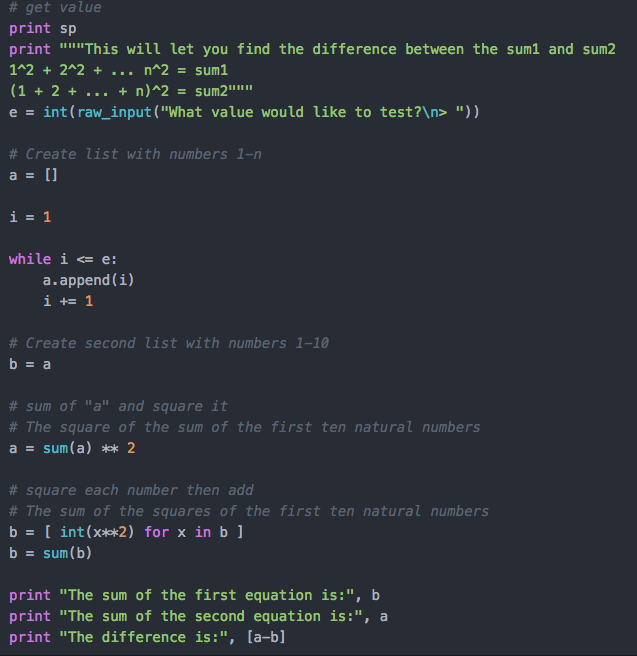 # get value
print sp
print """This will let you find the difference between the sum1 and sum2
1^2 + 2^2 + ... n^2 = sum1
(1 + 2 + ... + n)^2 = sum2"""
e = int(raw_input("What value would like to test?\n> "))

# Create list with numbers 1-n
a = []

i = 1

while i <= e:
    a.append(i)
    i += 1

# Create second list with numbers 1-10
b = a

# sum of "a" and square it
# The square of the sum of the first ten natural numbers
a = sum(a) ** 2

# square each number then add
# The sum of the squares of the first ten natural numbers
b = [ int(x**2) for x in b ]
b = sum(b)

print "The sum of the first equation is:", b
print "The sum of the second equation is:", a
print "The difference is:", [a-b]